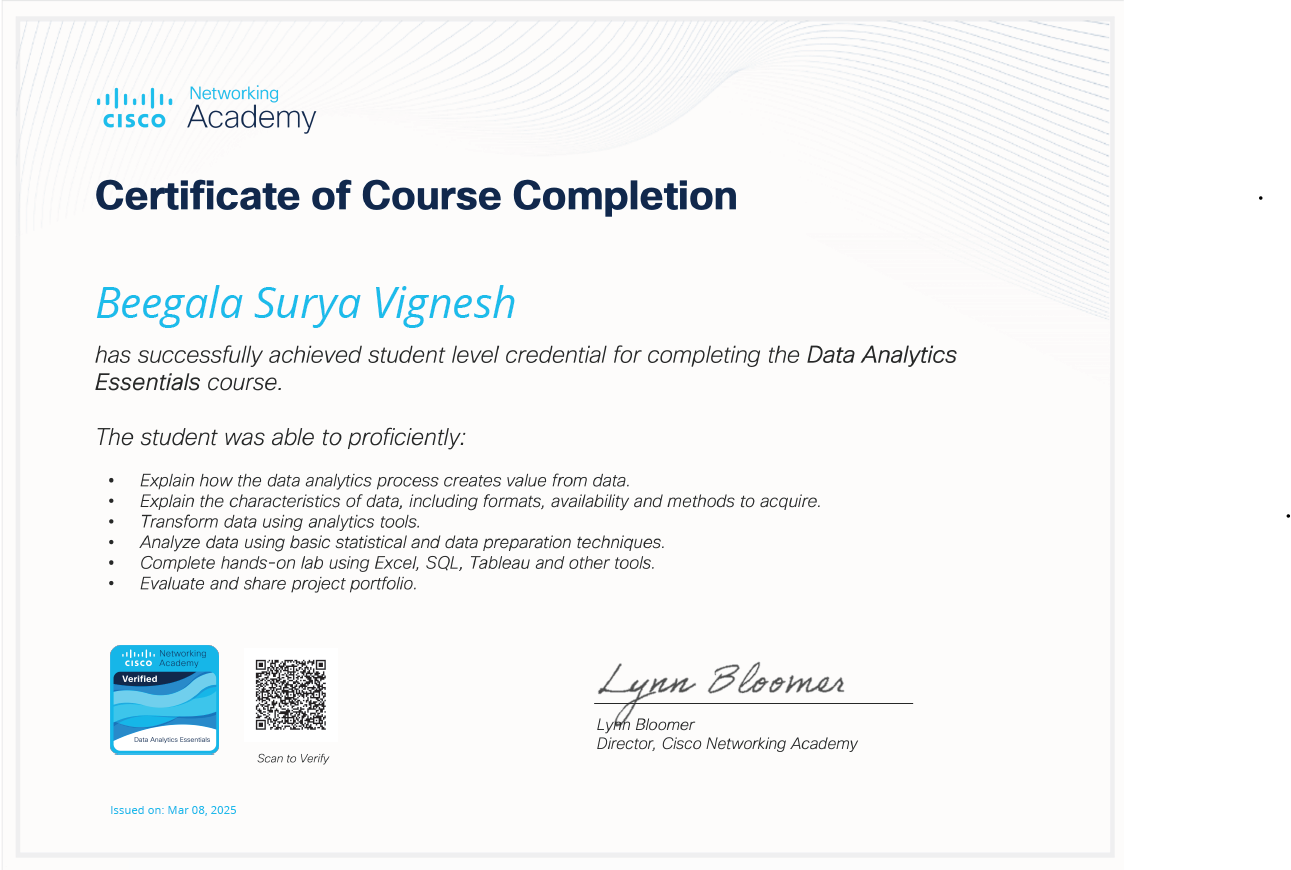 Networking
CISCO Academy
Certificate of Course Completion
Beegala Surya Vignesh
has successfully achieved student level credential for completing the Data Analytics
Essentials course.
The student was able to proficiently:
• Explain how the data analytics process creates value from data.
• Explain the characteristics of data, including formats, availability and methods to acquire.
• Transform data using analytics tools.
• Analyze data using basic statistical and data preparation techniques.
• Complete hands-on lab using Excel, SQL, Tableau and other tools.
• Evaluate and share project portfolio.
Networking
CISCO Academy
Verified
Data Analytics Essentials
Scan to Verify
Lynn Bloomer
Lynn Bloomer
Director, Cisco Networking Academy
Issued on: Mar 08, 2025